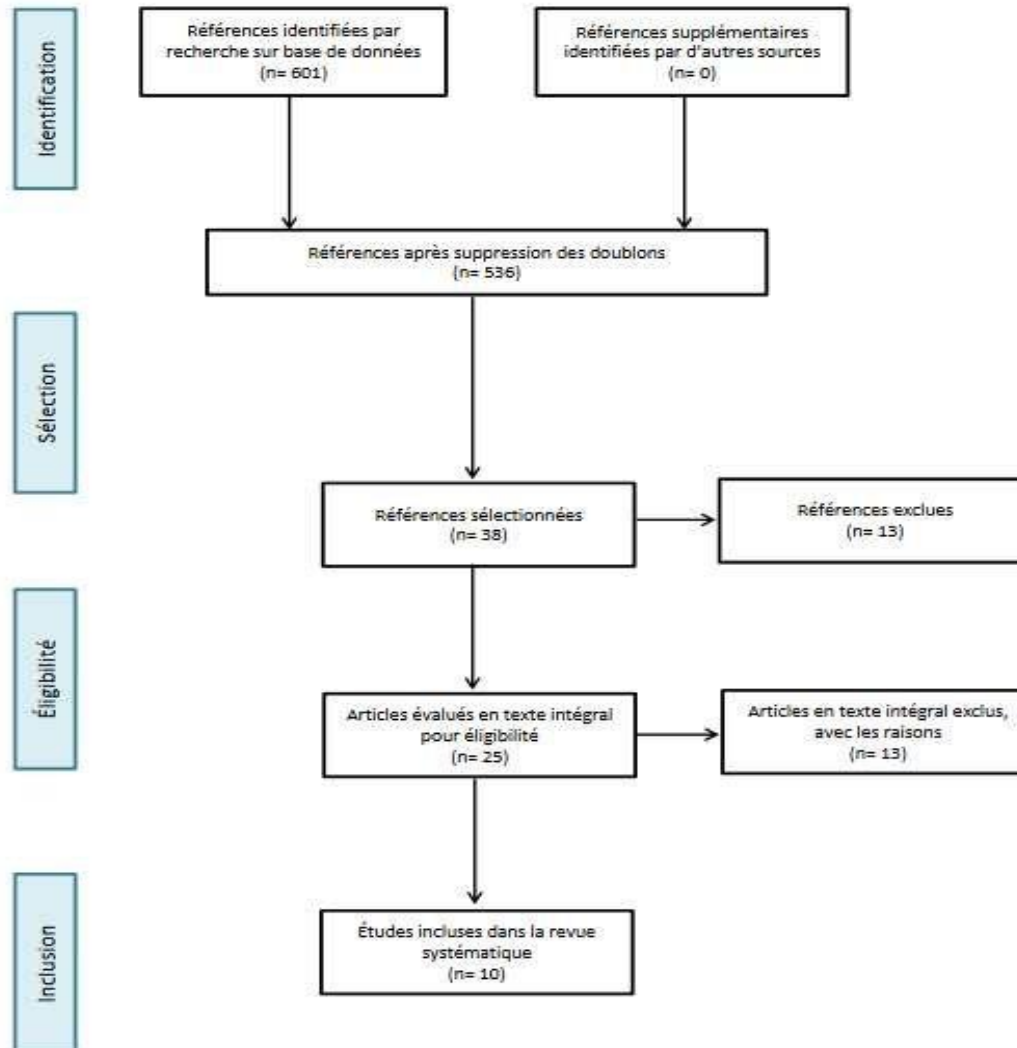 Identification
Références identifiées par
recherche sur base de données
(n= 601)
Références supplémentaires
identifiées par d'autres sources
(n= 0)
Références après suppression des doublons
(n= 536)
Sélection
Références sélectionnées
(n= 38)
Références exclues
(n= 13)
Éligibilité
Articles évalués en texte intégral
pour éligibilité
(n= 25)
Articles en texte intégral exclus,
avec les raisons
(n= 13)
Inclusion
Études incluses dans la revue
systématique
(n= 10)